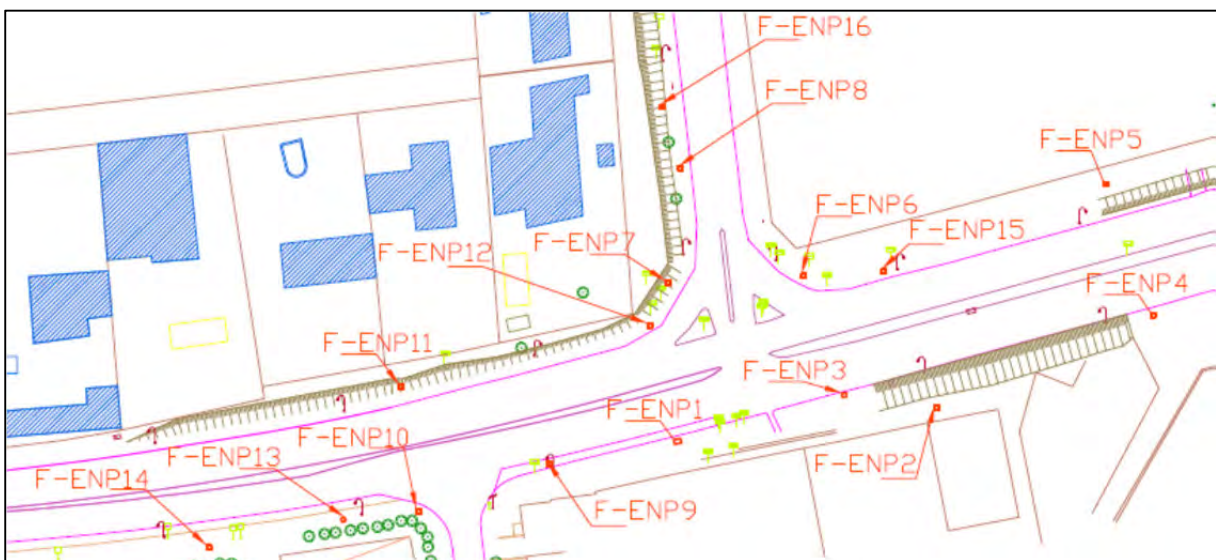 F-ENP16
F-ENP8
F-ENP5
F-ENP6
F-ENP7
F-ENP12
F-ENP15
F-ENP4
F-ENP11
F-ENP3
F-ENP1
F-ENP10
F-ENP13
F-ENP2
F-ENP14
F-ENP9